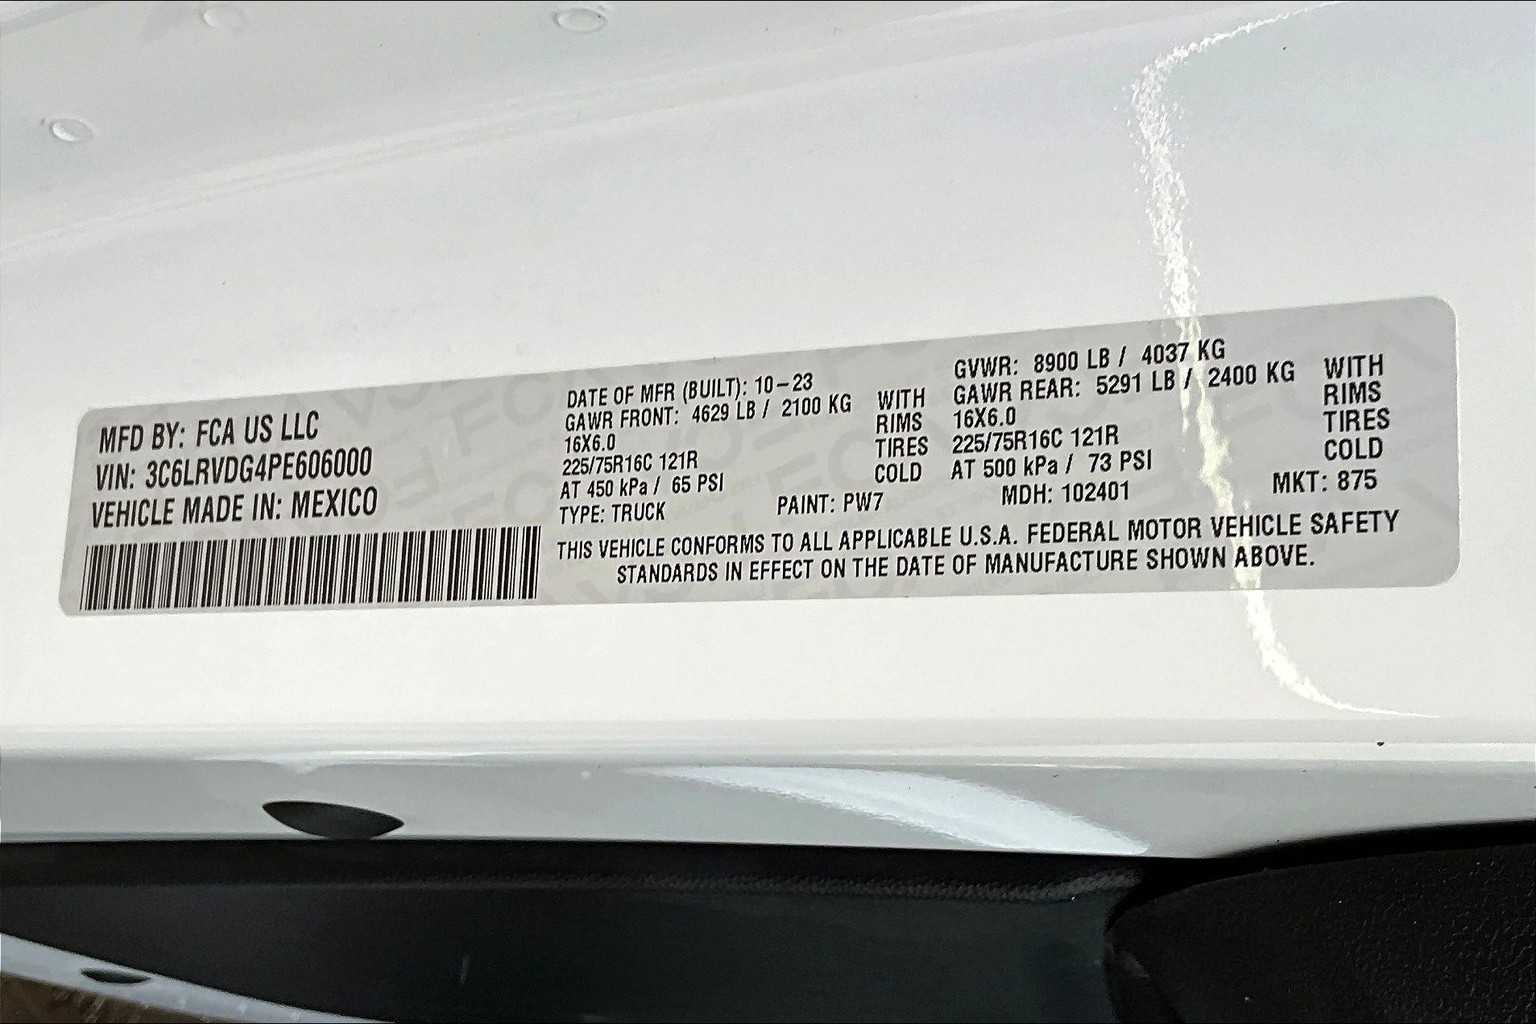 MFD BY: FCA US LLC
VIN: 3C6LRVDG4PE606000
VEHICLE MADE IN: MEXICO
DATE OF MFR (BUILT): 10-23
GAWR FRONT: 4629 LB / 2100 KG WITH
16X6.0 RIMS
225/75R16C 121R TIRES
AT 450 kPa / 65 PSI COLD
TYPE: TRUCK PAINT: PW7
GVWR: 8900 LB / 4037 KG
GAWR REAR: 5291 LB / 2400 KG WITH
16X6.0 RIMS
225/75R16C 121R TIRES
AT 500 kPa / 73 PSI COLD
MDH: 102401 MKT: 875
THIS VEHICLE CONFORMS TO ALL APPLICABLE U.S.A. FEDERAL MOTOR VEHICLE SAFETY
STANDARDS IN EFFECT ON THE DATE OF MANUFACTURE SHOWN ABOVE.